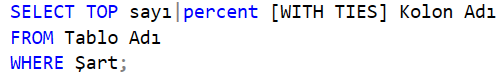 SELECT TOP sayı|percent [WITH TIES] Kolon Adı
FROM Tablo Adı
WHERE Şart;